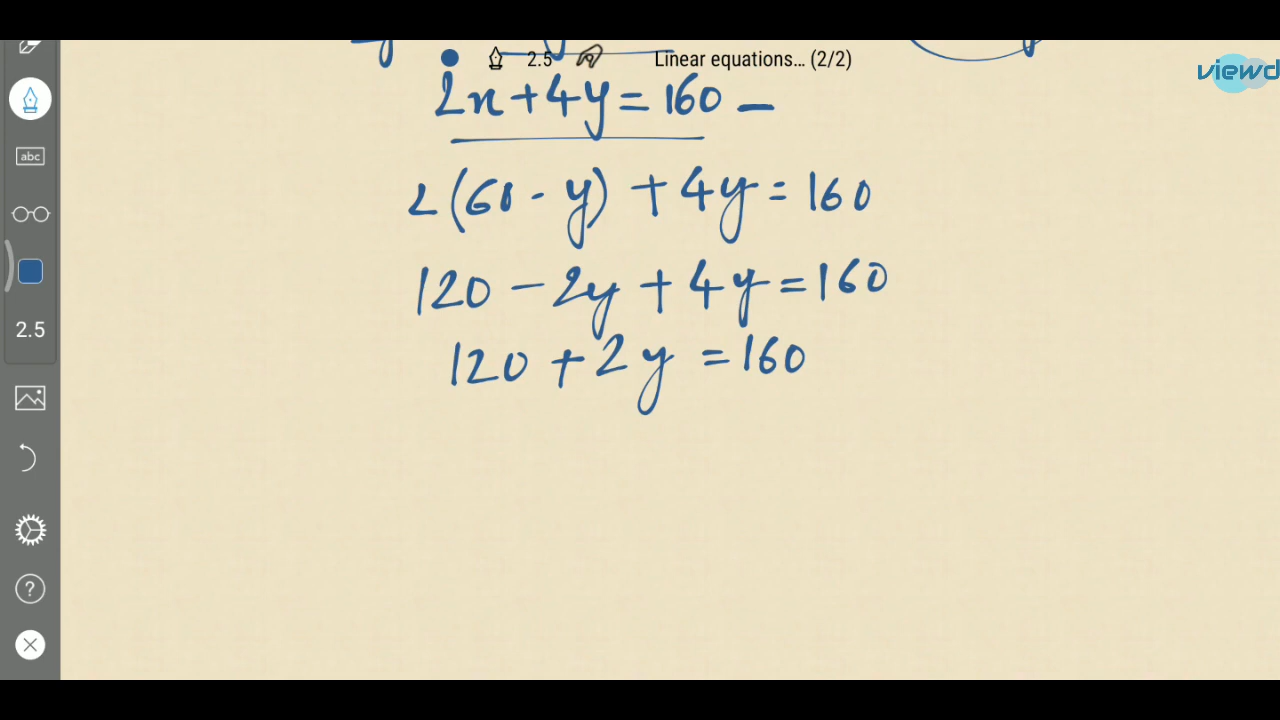 2.5 Linear equations... (2/2)
viewd
2x+4y=160 –
abc
2(60 - y) + 4y = 160
120 - 2y + 4y = 160
2.5
120 + 2y = 160
?